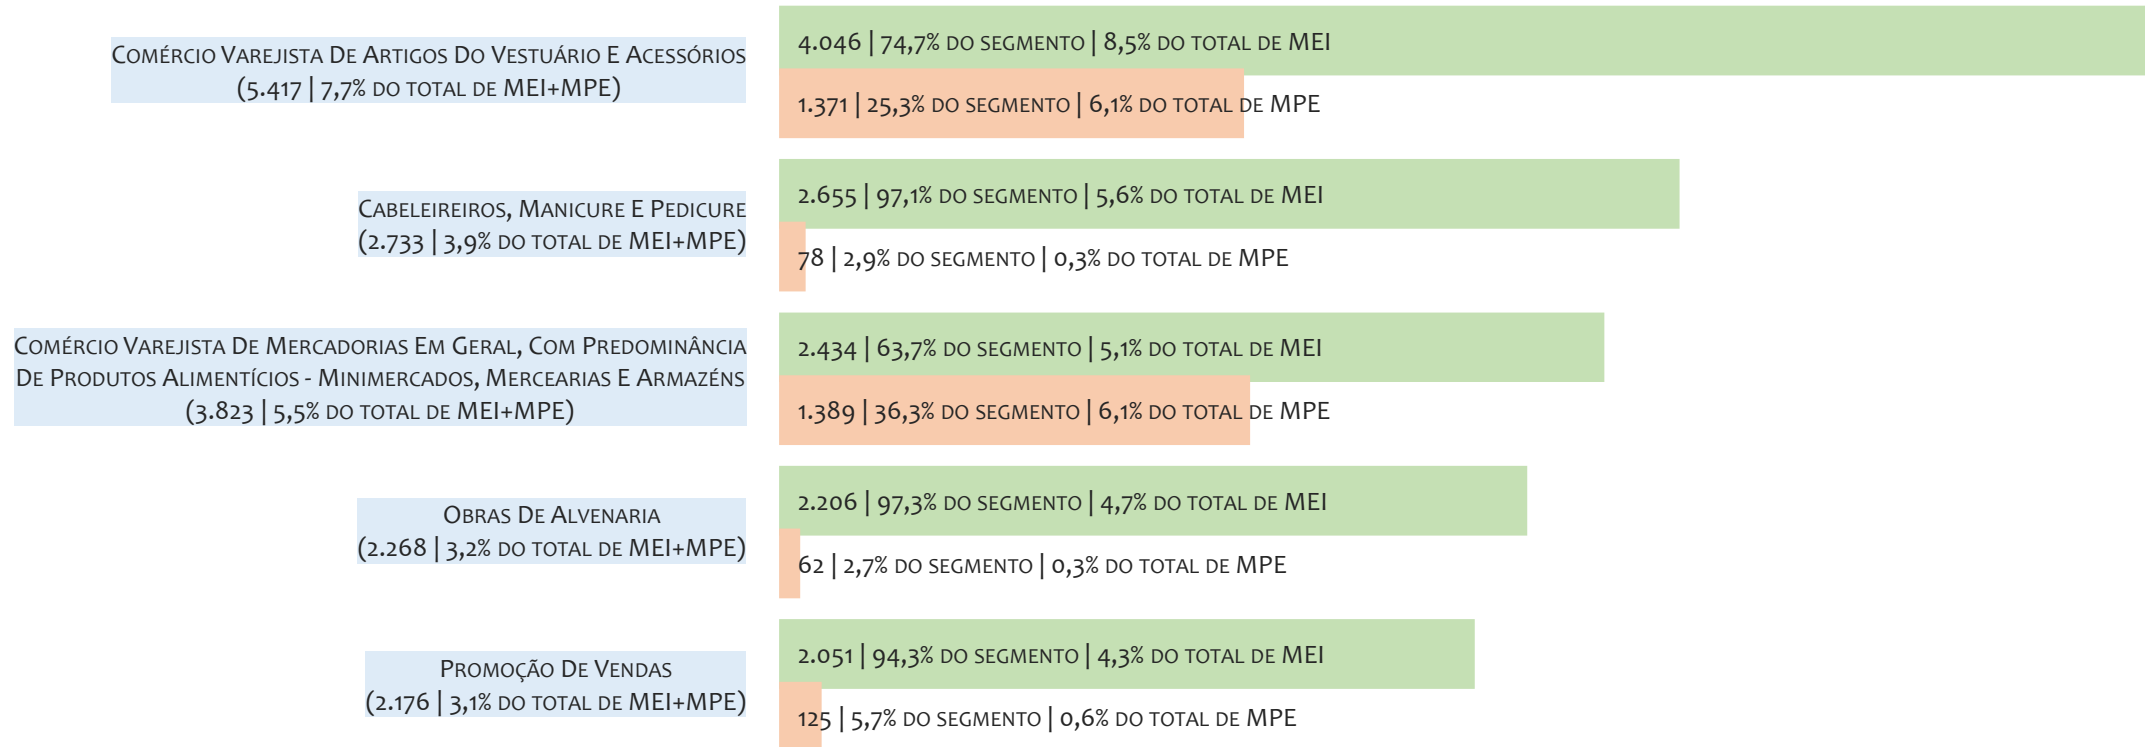 Comércio Varejista De Artigos Do Vestuário E Acessórios
(5.417 | 7,7% do total de MEI+MPE)
4.046 | 74,7% do segmento | 8,5% do total de MEI
1.371 | 25,3% do segmento | 6,1% do total de MPE
Cabeleireiros, Manicure E Pedicure
(2.733 | 3,9% do total de MEI+MPE)
2.655 | 97,1% do segmento | 5,6% do total de MEI
78 | 2,9% do segmento | 0,3% do total de MPE
Comércio Varejista De Mercadorias Em Geral, Com Predominância
De Produtos Alimentícios - Minimercados, Mercearias E Armazéns
(3.823 | 5,5% do total de MEI+MPE)
2.434 | 63,7% do segmento | 5,1% do total de MEI
1.389 | 36,3% do segmento | 6,1% do total de MPE
Obras De Alvenaria
(2.268 | 3,2% do total de MEI+MPE)
2.206 | 97,3% do segmento | 4,7% do total de MEI
62 | 2,7% do segmento | 0,3% do total de MPE
Promoção De Vendas
(2.176 | 3,1% do total de MEI+MPE)
2.051 | 94,3% do segmento | 4,3% do total de MEI
125 | 5,7% do segmento | 0,6% do total de MPE